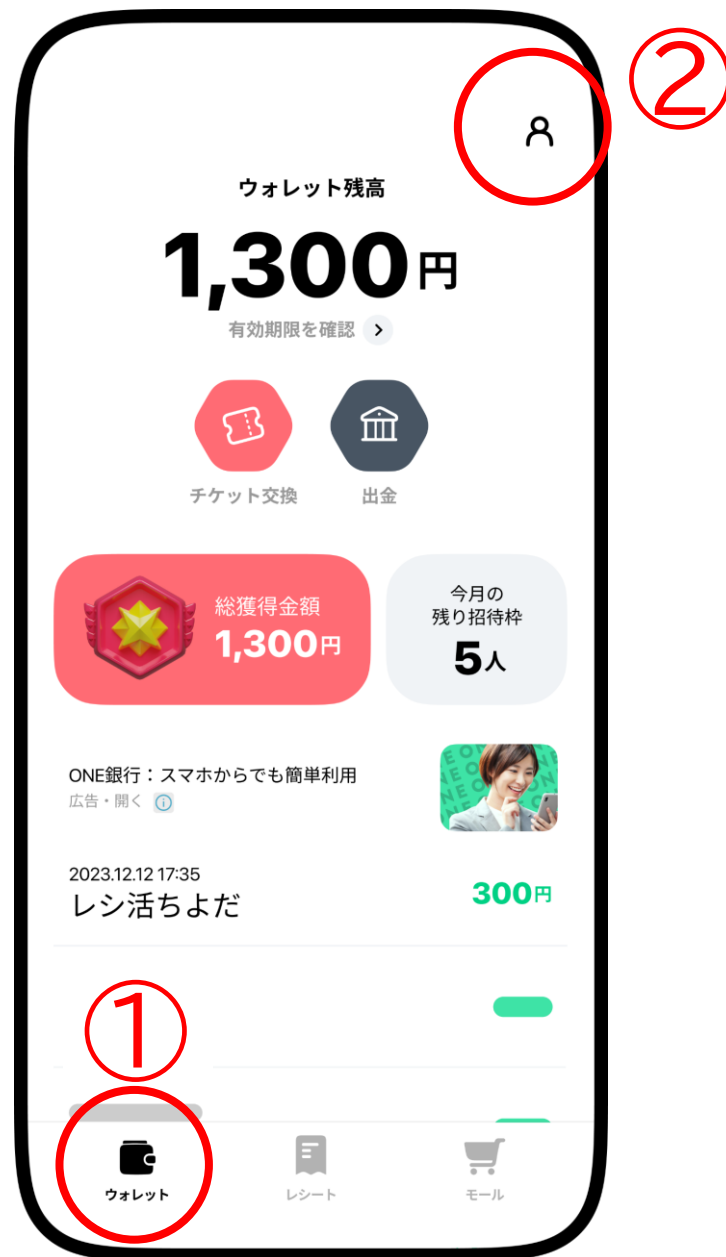 ②
ウォレット残高
1,300円
有効期限を確認
チケット交換
出金
総獲得金額
1,300円
今月の
残り招待枠
5人
ONE銀行:スマホからでも簡単利用
広告・開く
2023.12.12 17:35
レシ活ちよだ
300円
①
ウォレット
レシート
モール